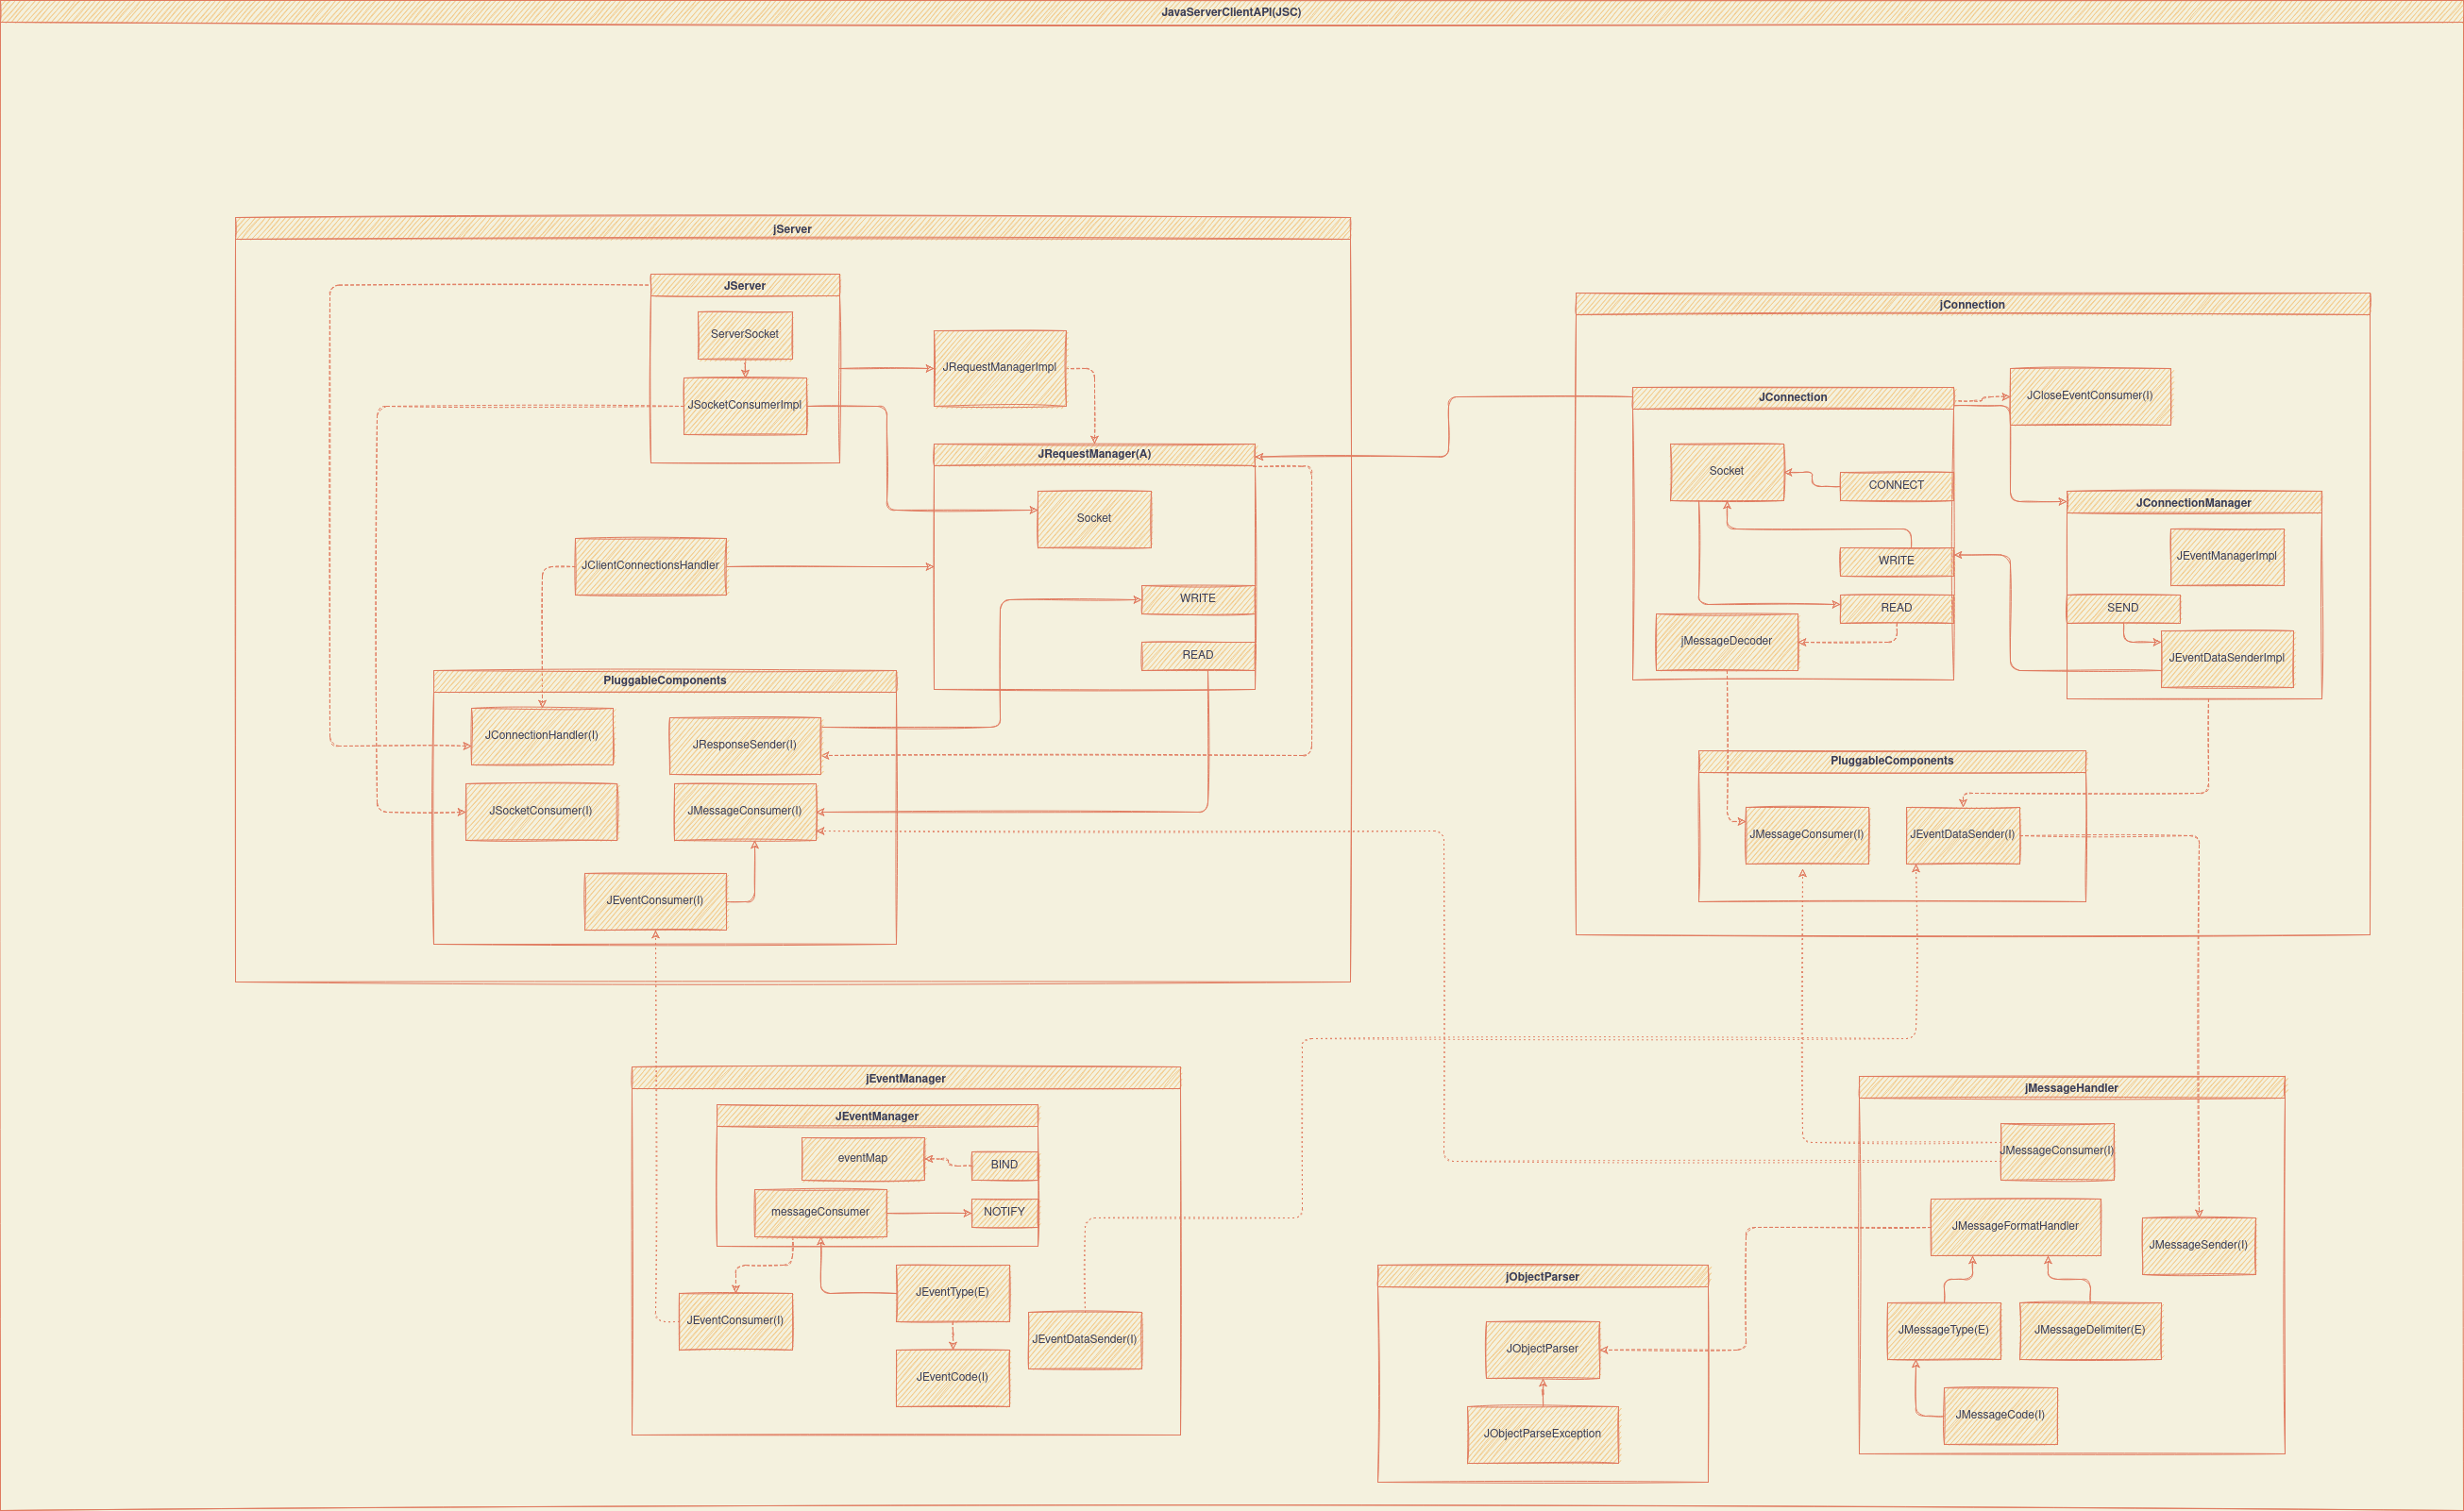 JavaServerClientAPI(JSC)
jServer
JServer
ServerSocket
JSocketConsumerImpl
JRequestManagerImpl
JRequestManager(A)
Socket
WRITE
READ
JClientConnectionsHandler
PluggableComponents
JConnectionHandler(I)
JResponseSender(I)
JSocketConsumer(I)
JMessageConsumer(I)
JEventConsumer(I)
jConnection
JConnection
Socket
CONNECT
WRITE
READ
jMessageDecoder
JCloseEventConsumer(I)
JConnectionManager
JEventManagerImpl
SEND
JEventDataSenderImpl
PluggableComponents
JMessageConsumer(I)
JEventDataSender(I)
jEventManager
JEventManager
eventMap
BIND
messageConsumer
NOTIFY
JEventType(E)
JEventConsumer(I)
JEventDataSender(I)
JEventCode(I)
jObjectParser
JObjectParser
JObjectParseException
jMessageHandler
JMessageConsumer(I)
JMessageFormatHandler
JMessageSender(I)
JMessageType(E)
JMessageDelimiter(E)
JMessageCode(I)